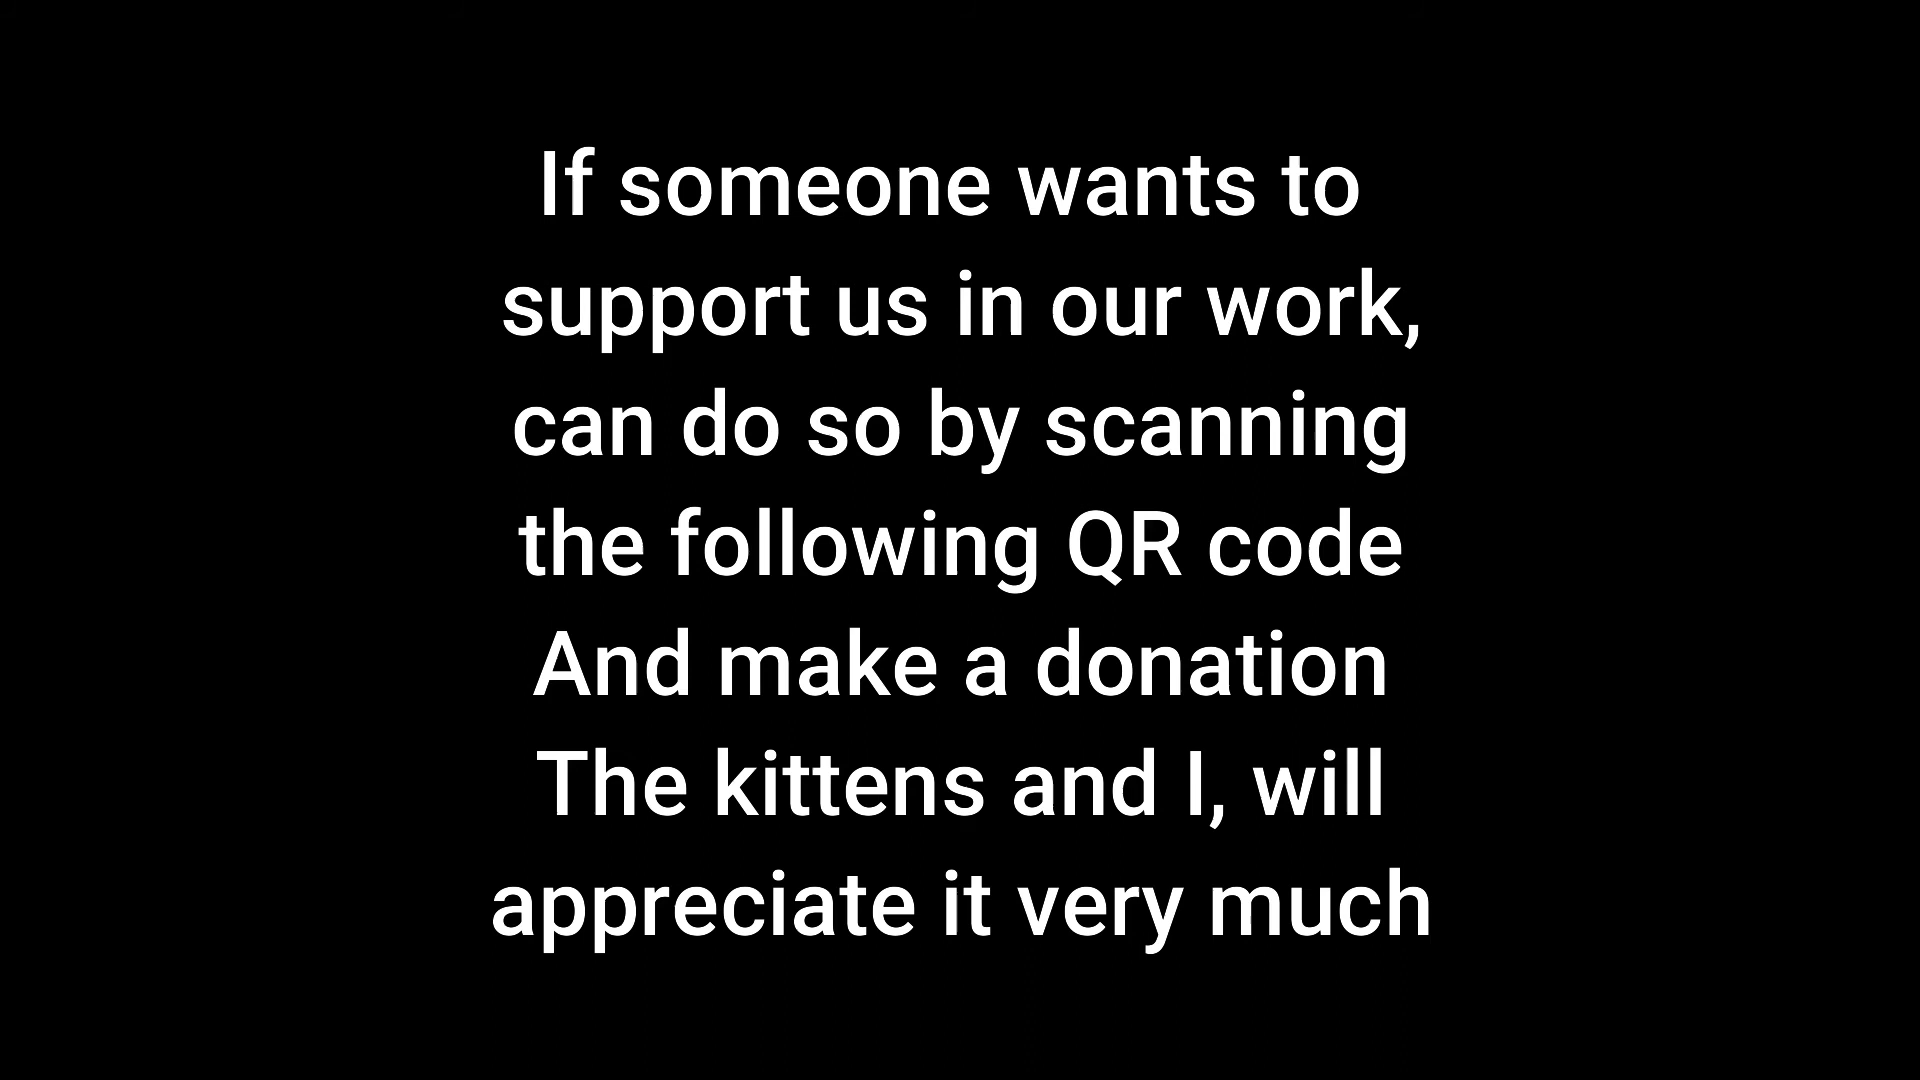 If someone wants to
support us in our work,
can do so by scanning
the following QR code
And make a donation
The kittens and I, will
appreciate it very much